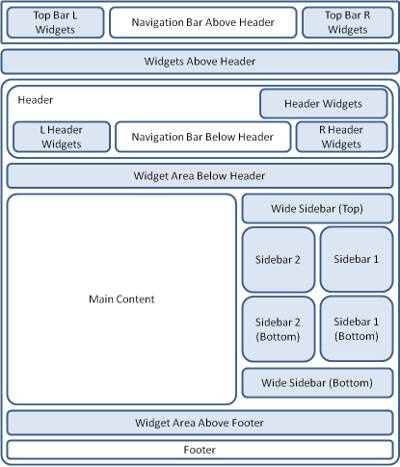 Top Bar L
Widgets
Navigation Bar Above Header
Top Bar R
Widgets
Widgets Above Header
Header
Header Widgets
L Header
Widgets
Navigation Bar Below Header
R Header
Widgets
Widget Area Below Header
Main Content
Wide Sidebar (Top)
Sidebar 2
Sidebar 1
Sidebar 2
(Bottom)
Sidebar 1
(Bottom)
Wide Sidebar (Bottom)
Widget Area Above Footer
Footer